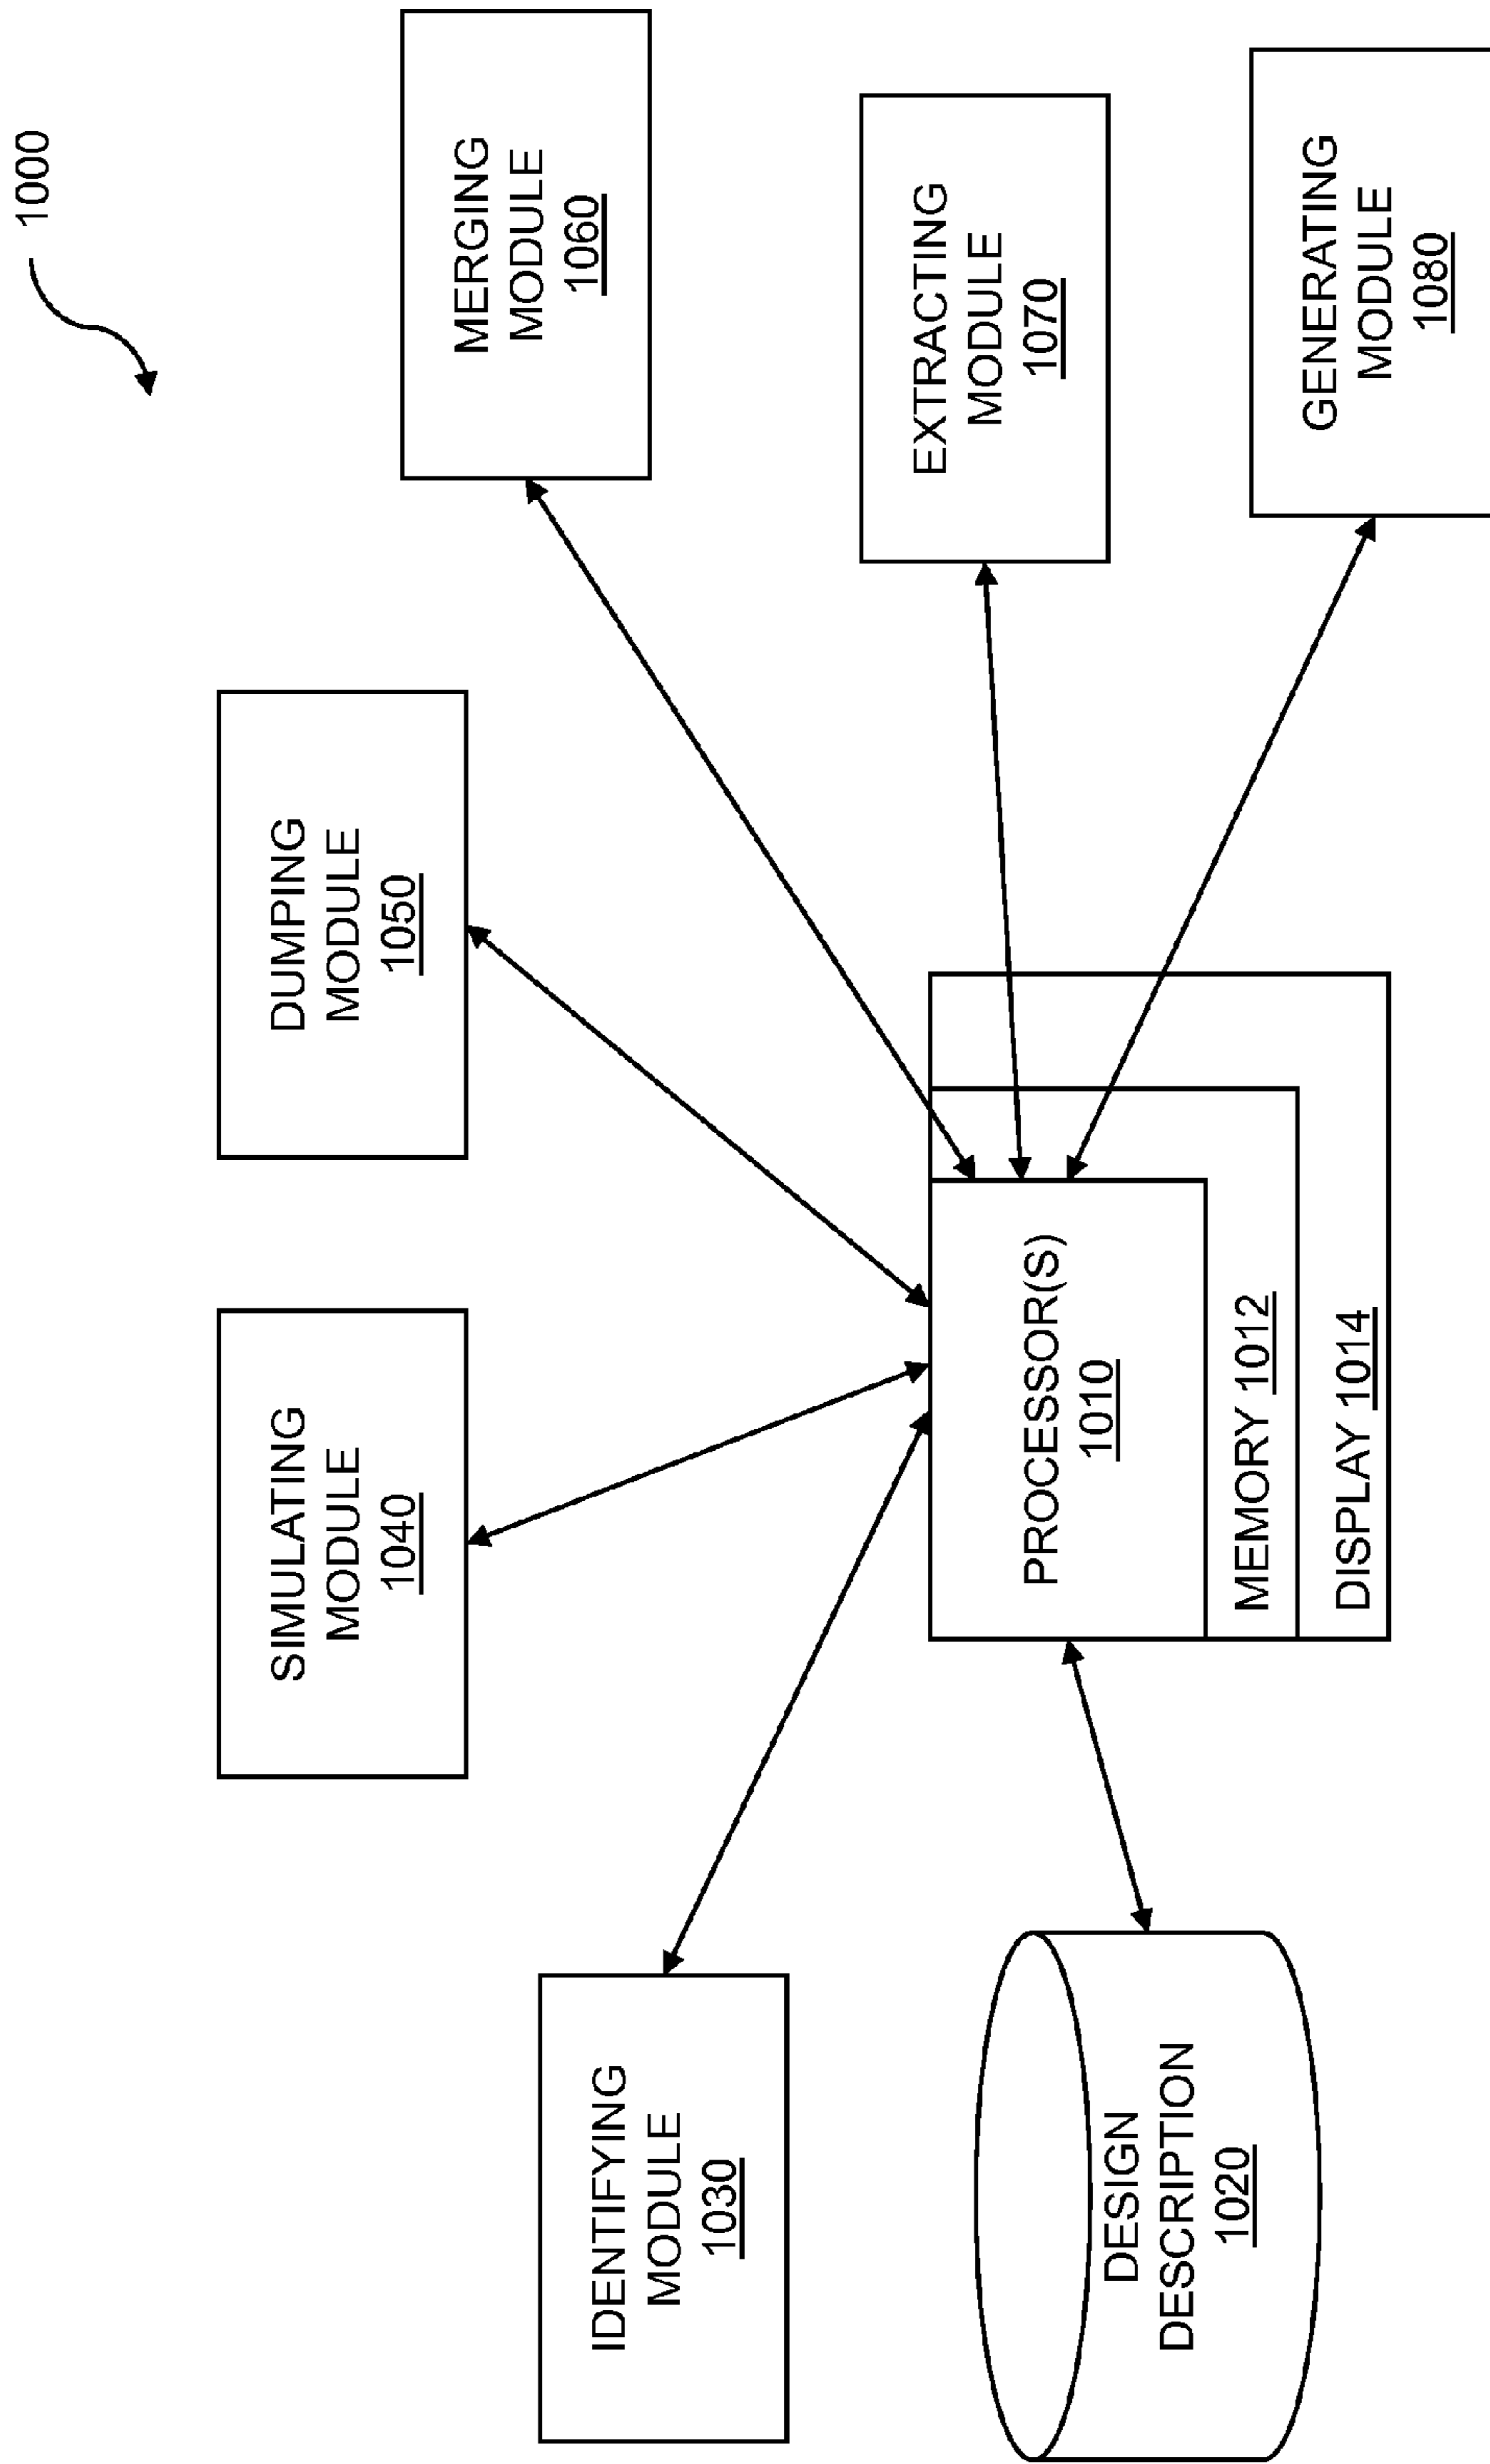 1000
IDENTIFYING
MODULE
1030
SIMULATING
MODULE
1040
DUMPING
MODULE
1050
MERGING
MODULE
1060
EXTRACTING
MODULE
1070
GENERATING
MODULE
1080
DESIGN
DESCRIPTION
1020
PROCESSOR(S)
1010
MEMORY 1012
DISPLAY 1014